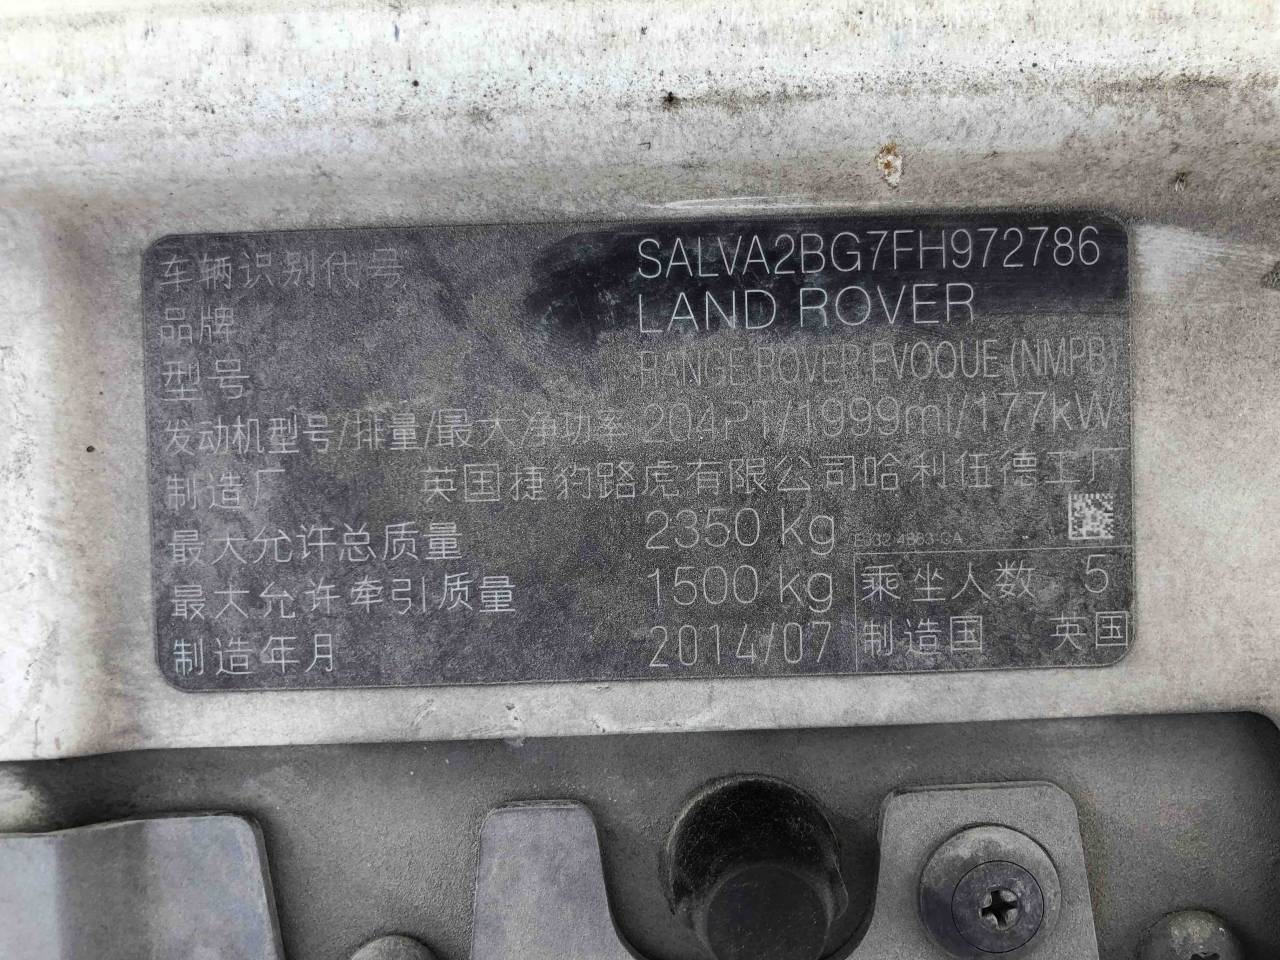 车辆识别代号 SALVA2BG7FH972786
品牌 LAND ROVER
型号 RANGE ROVER EVOQUE (NMPB)
发动机型号/排量/最大净功率 204PT/1999ml/177kW
制造厂 英国捷豹路虎有限公司哈利伍德工厂
最大允许总质量 2350 kg
最大允许牵引质量 1500 kg 乘坐人数 5
制造年月 2014/07 制造国 英国